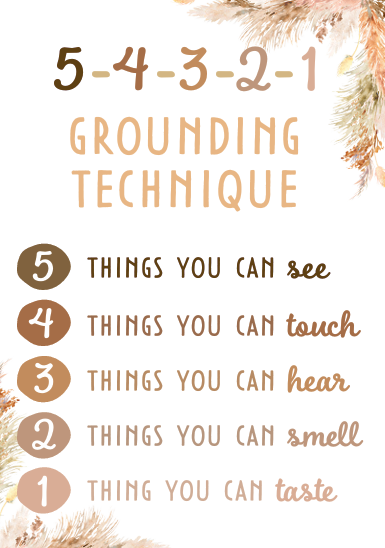 5-4-3-2-1
GROUNDING
TECHNIQUE
5 THINGS YOU CAN see
4 THINGS YOU CAN touch
3 THINGS YOU CAN hear
2 THINGS YOU CAN smell
1 THING YOU CAN taste